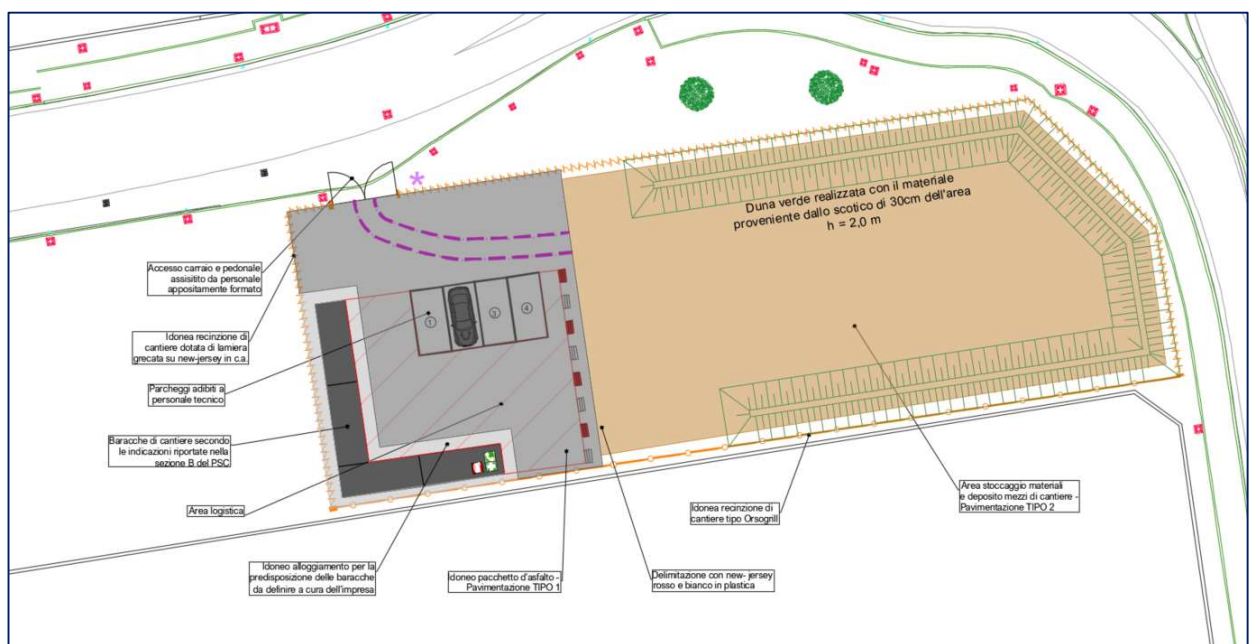 Duna verde realizzata con il materiale
proveniente dallo scotico di 30cm dell'area
h = 2,0 m
Accesso carraio e pedonale
assisitito da personale
appositamente formato
Idonea recinzione di
cantiere dotata di lamiera
grecata su new-jersey in c.a.
Parcheggi adibiti a
personale tecnico
1
3
4
Baracche di cantiere secondo
le indicazioni riportate nella
sezione B del PSC
Area logistica
Idoneo alloggiamento per la
predisposizione delle baracche
da definire a cura dell'impresa
Idoneo pacchetto d'asfalto -
Pavimentazione TIPO 1
Delimitazione con new- jersey
rosso e bianco in plastica
Idonea recinzione di
cantiere tipo Orsogrill
Area stoccaggio materiali
e deposito mezzi di cantiere -
Pavimentazione TIPO 2